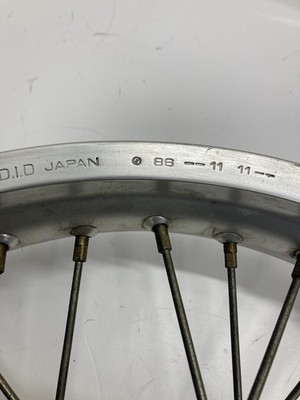 D.I.D JAPAN 86 -- 11 11-